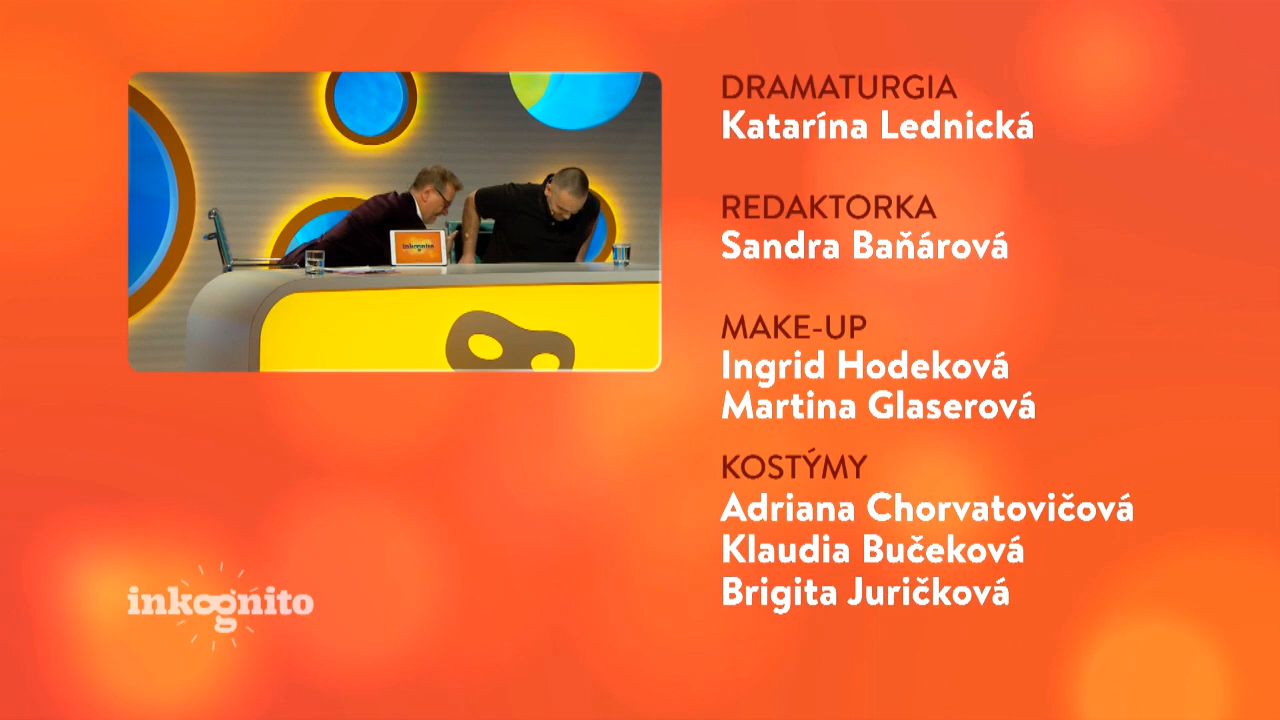 DRAMATURGIA
Katarína Lednická
REDAKTORKA
Sandra Baňárová
MAKE-UP
Ingrid Hodeková
Martina Glaserová
KOSTÝMY
Adriana Chorvatovičová
Klaudia Bučeková
Brigita Juričková
inkognito
inkognito